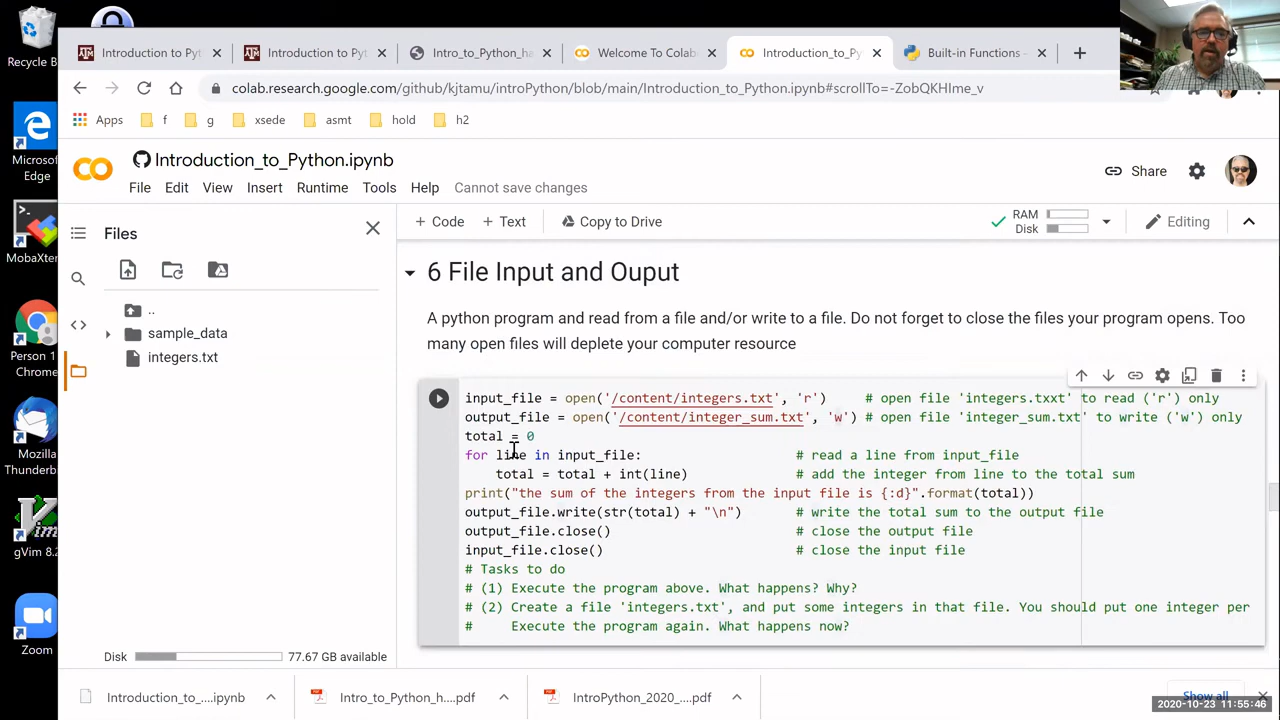 Recycle B
Introduction to Py
Introduction to Pyt
Intro_to_Python_
Welcome To Colab
Introduction_to_Py
Built-in Functions -
colab.research.google.com/github/kjtamu/introPython/blob/main/Introduction_to_Python.ipynb#scrollTo=-ZobQKHIme_v
Apps
f
g
xsede
asmt
hold
h2
Microsof
Edge
Introduction_to_Python.ipynb
File
Edit
View
Insert
Runtime
Tools
Help
Cannot save changes
Share
MobaXter
Files
+ Code
+ Text
Copy to Drive
RAM
Disk
Editing
..
sample_data
integers.txt
Person 1
Chrome
Mozilla
Thunderb
gVim 8.2
Zoom
Disk
77.67 GB available
6 File Input and Ouput
A python program and read from a file and/or write to a file. Do not forget to close the files your program opens. Too
many open files will deplete your computer resource
input_file = open('/content/integers.txt', 'r') # open file 'integers.txxt' to read ('r') only
output_file = open('/content/integer_sum.txt', 'w') # open file 'integer_sum.txt' to write ('w') only
total = 0
for line in input_file: # read a line from input_file
total = total + int(line) # add the integer from line to the total sum
print("the sum of the integers from the input file is {:d}".format(total))
output_file.write(str(total) + "\n") # write the total sum to the output file
output_file.close() # close the output file
input_file.close() # close the input file
# Tasks to do
# (1) Execute the program above. What happens? Why?
# (2) Create a file 'integers.txt', and put some integers in that file. You should put one integer per
# Execute the program again. What happens now?
Introduction_to_....ipynb
Intro_to_Python_h....pdf
IntroPython_2020_....pdf
Show all
2020-10-23 11:55:46